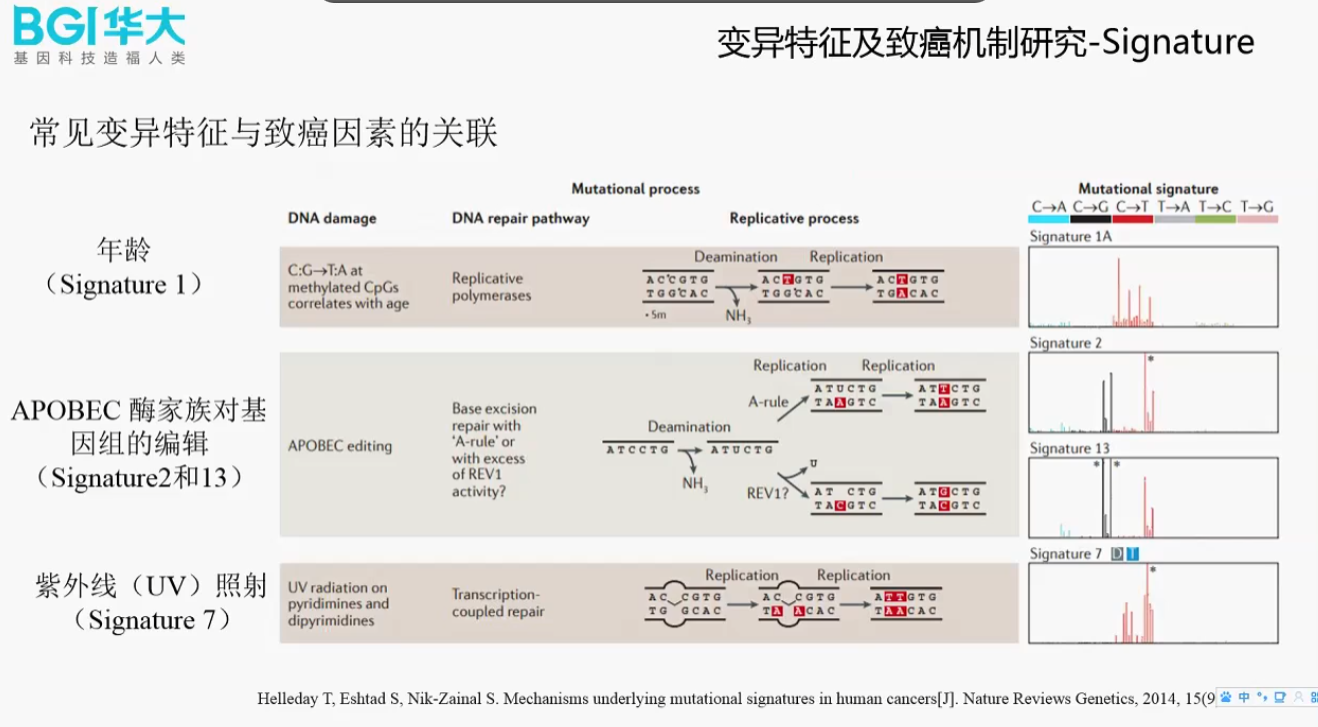 BGI华大
基因科技造福人类
变异特征及致癌机制研究-Signature
常见变异特征与致癌因素的关联
Mutational process
Mutational signature
DNA damage
DNA repair pathway
Replicative process
C→A C→G C→T T→A T→C T→G
年龄
（Signature 1）
C:G→T:A at
methylated CpGs
correlates with age
Replicative
polymerases
Deamination
Replication
ACCGTG
TGGCAC
• 5m
NH3
ACTGTG
TGGCAC
ACTGTG
TGACAC
Signature 1A
APOBEC 酶家族对基
因组的编辑
（Signature2和13）
APOBEC editing
Base excision
repair with
‘A-rule’ or
with excess
of REV1
activity?
Deamination
ATCCTG
NH3
ATUCTG
Replication
Replication
A-rule
ATUCTG
TAAGTC
ATTCTG
TAAGTC
REV1?
U
AT CTG
TACGTC
ATGCTG
TACGTC
Signature 2
*
Signature 13
* *
紫外线（UV）照射
（Signature 7）
UV radiation on
pyridimines and
dipyrimidines
Transcription-
coupled repair
Replication
Replication
AC CGTG
TG GCAC
AC CGTG
TA ACAC
ATTGTG
TAACAC
Signature 7 D T
*
Helleday T, Eshtad S, Nik-Zainal S. Mechanisms underlying mutational signatures in human cancers[J]. Nature Reviews Genetics, 2014, 15(9
中